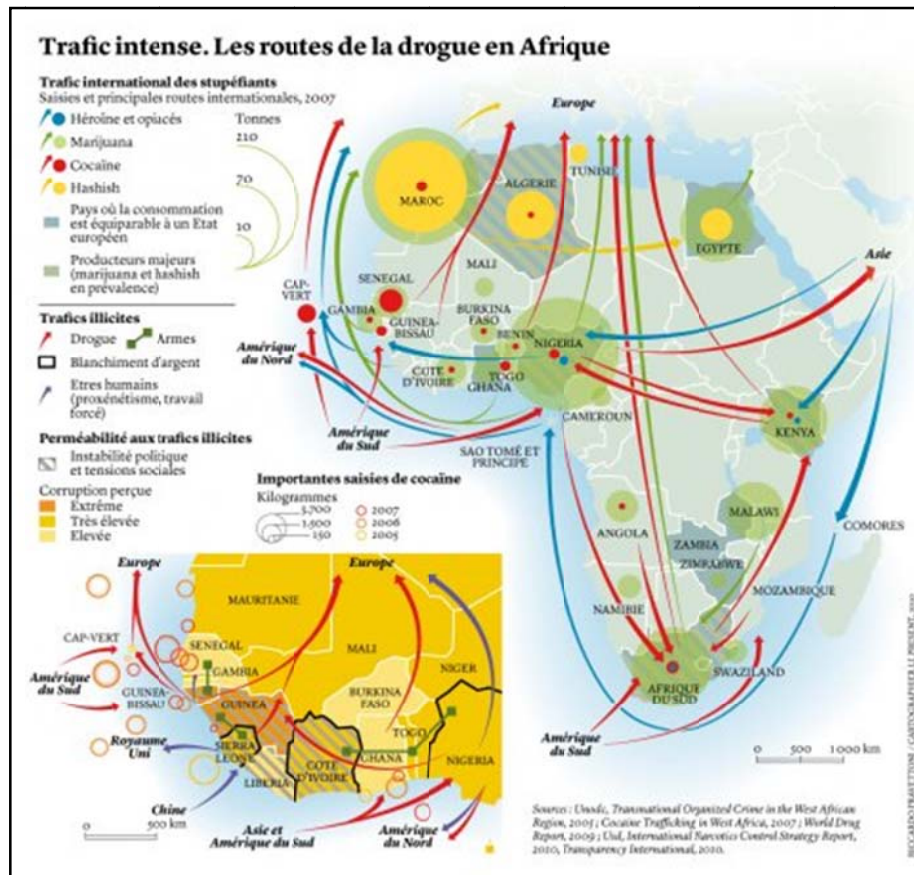 Trafic intense. Les routes de la drogue en Afrique
Trafic international des stupéfiants
Saisies et principales routes internationales, 2007
Héroïne et opiacés
Marijuana
Cocaïne
Hashish
Pays où la consommation
est équiparable à un Etat
européen
Producteurs majeurs
(marijuana et hashish
en prévalence)
Tonnes
210
70
10
Trafics illicites
Drogue
Armes
Blanchiment d'argent
Etres humains
(proxénétisme, travail
forcé)
Perméabilité aux trafics illicites
Instabilité politique
et tensions sociales
Corruption perçue
Extrême
Très élevée
Elevée
Importantes saisies de cocaïne
Kilogrammes
3.700
1.500
150
2007
2006
2005
Europe
TUNISIE
MAROC
ALGERIE
EGYPTE
Asie
MALI
CAP-
VERT
SENEGAL
GAMBIA
GUINEA-
BISSAU
BURKINA
FASO
BENIN
NIGERIA
Amérique
du Nord
COTE
D'IVOIRE
TOGO
GHANA
CAMEROUN
KENYA
Amérique
du Sud
SAO TOMÉ ET
PRINCIPE
ANGOLA
MALAWI
COMORES
ZAMBIA
ZIMBABWE
MOZAMBIQUE
NAMIBIE
SWAZILAND
AFRIQUE
DU SUD
Amérique
du Sud
0 500 1000 km
Europe
Europe
MAURITANIE
CAP-VERT
SENEGAL
MALI
GAMBIA
NIGER
Amérique
du Sud
GUINEA-
BISSAU
GUINEA
BURKINA
FASO
Royaume
Uni
SIERRA
LEONE
TOGO
LIBERIA
COTE
D'IVOIRE
GHANA
NIGERIA
Chine
0 500 km
Asie et
Amérique du Sud
Amérique
du Nord
Sources : Unodc, Transnational Organized Crime in the West African
Region, 2005 ; Cocaine Trafficking in West Africa, 2007 ; World Drug
Report, 2009 ; Usd, International Narcotics Control Strategy Report,
2010, Transparency International, 2010.